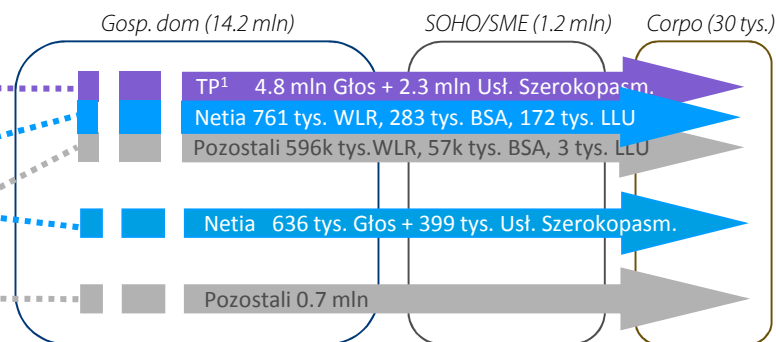 Gosp. dom (14.2 mln) SOHO/SME (1.2 mln) Corpo (30 tys.)
TP¹ 4.8 mln Głos + 2.3 mln Usł. Szerokopasm.
Netia 761 tys. WLR, 283 tys. BSA, 172 tys. LLU
Pozostali 596k tys.WLR, 57k tys. BSA, 3 tys. LLU
Netia 636 tys. Głos + 399 tys. Usł. Szerokopasm.
Pozostali 0.7 mln